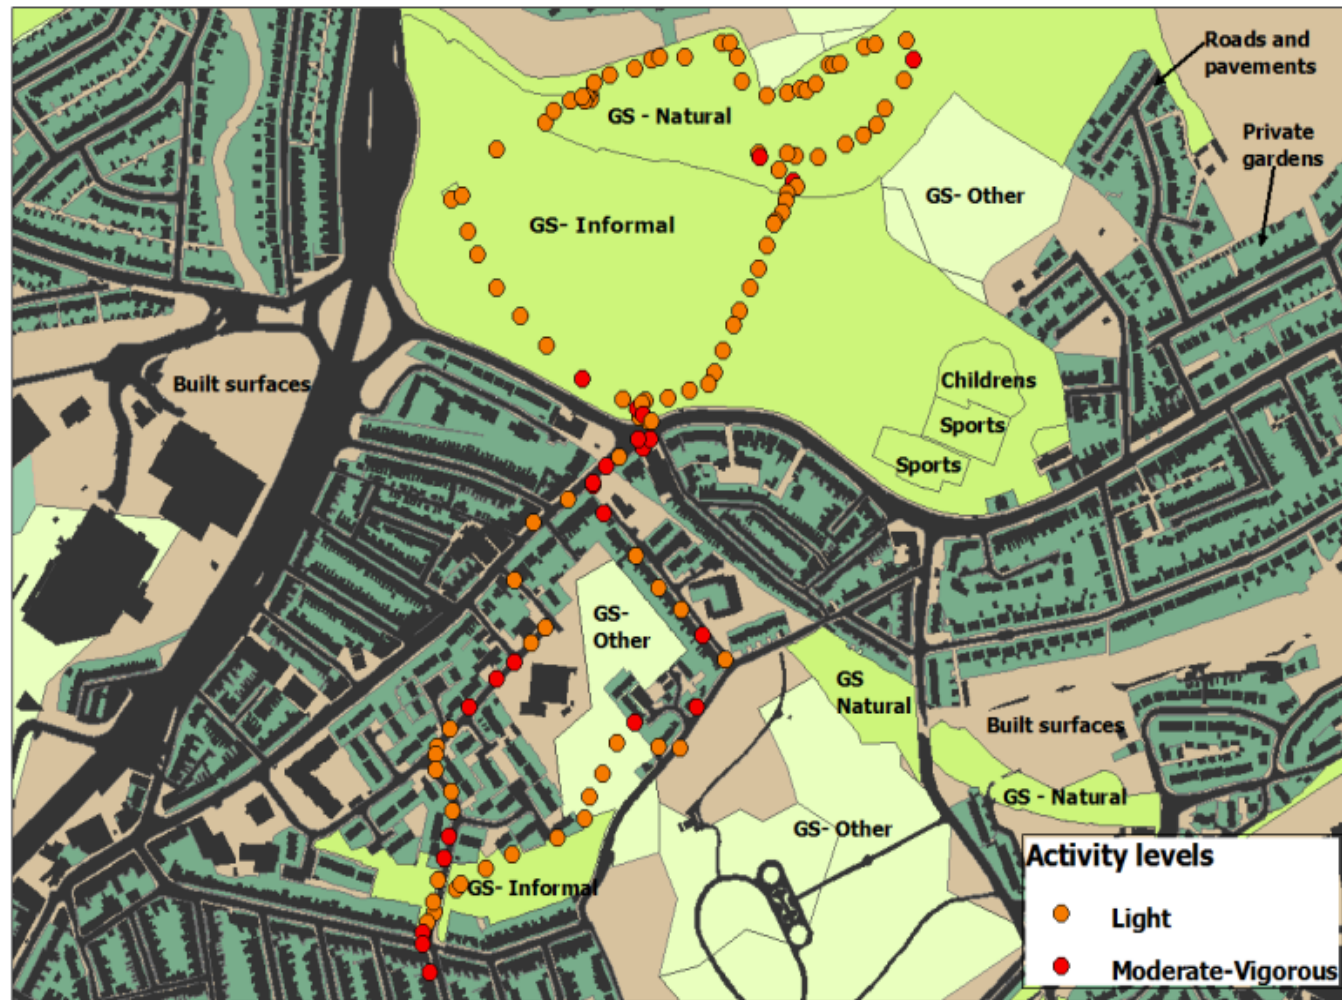 Roads and
pavements
GS - Natural
Private
gardens
GS- Other
GS- Informal
Built surfaces
Childrens
Sports
Sports
GS-
Other
GS
Natural
Built surfaces
GS - Natural
GS- Other
GS- Informal
Activity levels
Light
Moderate-Vigorous